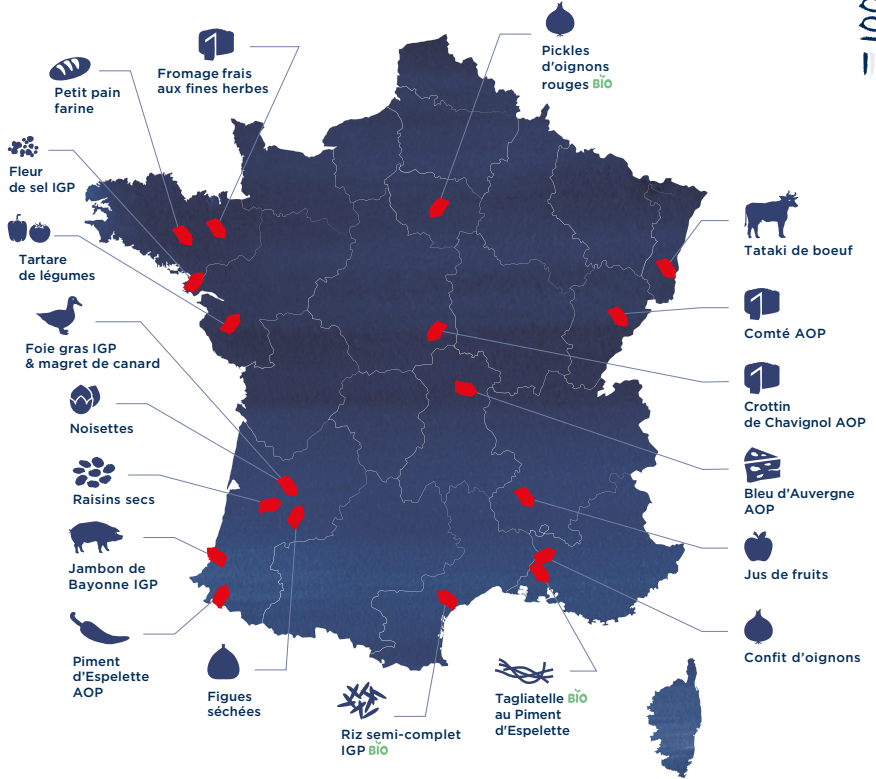 Pickles
d'oignons
rouges BIO
Fromage frais
aux fines herbes
Petit pain
farine
Fleur
de sel IGP
Tartare
de légumes
Foie gras IGP
& magret de canard
Noisettes
Raisins secs
Jambon de
Bayonne IGP
Piment
d'Espelette
AOP
Figues
séchées
Riz semi-complet
IGP BIO
Tagliatelle BIO
au Piment
d'Espelette
Tataki de boeuf
Comté AOP
Crottin
de Chavignol AOP
Bleu d'Auvergne
AOP
Jus de fruits
Confit d'oignons